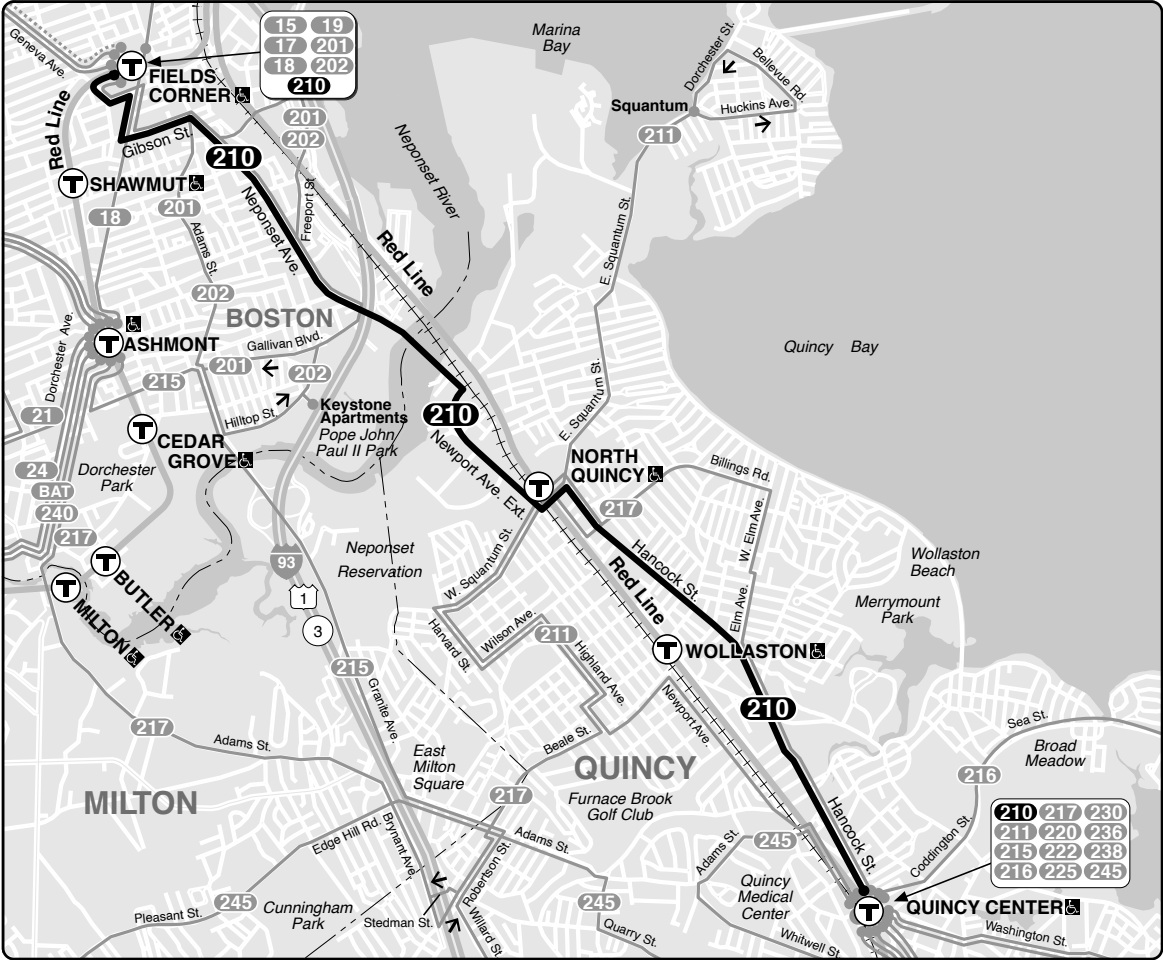 Geneva Ave.
T
FIELDS
CORNER
15 19
17 201
18 202
210
Marina
Bay
Dorchester St.
Bellevue Rd.
Squantum
Huckins Ave.
211
Red Line
Gibson St.
210
201
202
Neponset River
T
SHAWMUT
18
201
Adams St.
Neponset Ave.
Freeport St.
Red Line
E. Squantum St.
202
BOSTON
Dorchester Ave.
T
ASHMONT
Gallivan Blvd.
201
202
215
Quincy Bay
Hilltop St.
Keystone
Apartments
Pope John
Paul II Park
21
210
E. Squantum St.
T
CEDAR
GROVE
Newport Ave. Ext.
24
BAT
240
217
Dorchester
Park
T
NORTH
QUINCY
Billings Rd.
217
W. Elm Ave.
Hancock St.
W. Squantum St.
93
1
3
Neponset
Reservation
T
BUTLER
T
MILTON
Red Line
Elm Ave.
Wollaston
Beach
Merrymount
Park
Harvard St.
Wilson Ave.
211
Highland Ave.
T
WOLLASTON
215
Granite Ave.
Newport Ave.
210
217
Adams St.
Beale St.
East
Milton
Square
QUINCY
Sea St.
Broad
Meadow
216
MILTON
217
Furnace Brook
Golf Club
Hancock St.
Coddington St.
210 217 230
211 220 236
215 222 238
216 225 245
Edge Hill Rd.
Brynant Ave.
Adams St.
Robertson St.
Adams St.
245
Quincy
Medical
Center
245
Pleasant St.
Cunningham
Park
Stedman St.
Willard St.
245
Quarry St.
Whitwell St.
T
QUINCY CENTER
Washington St.